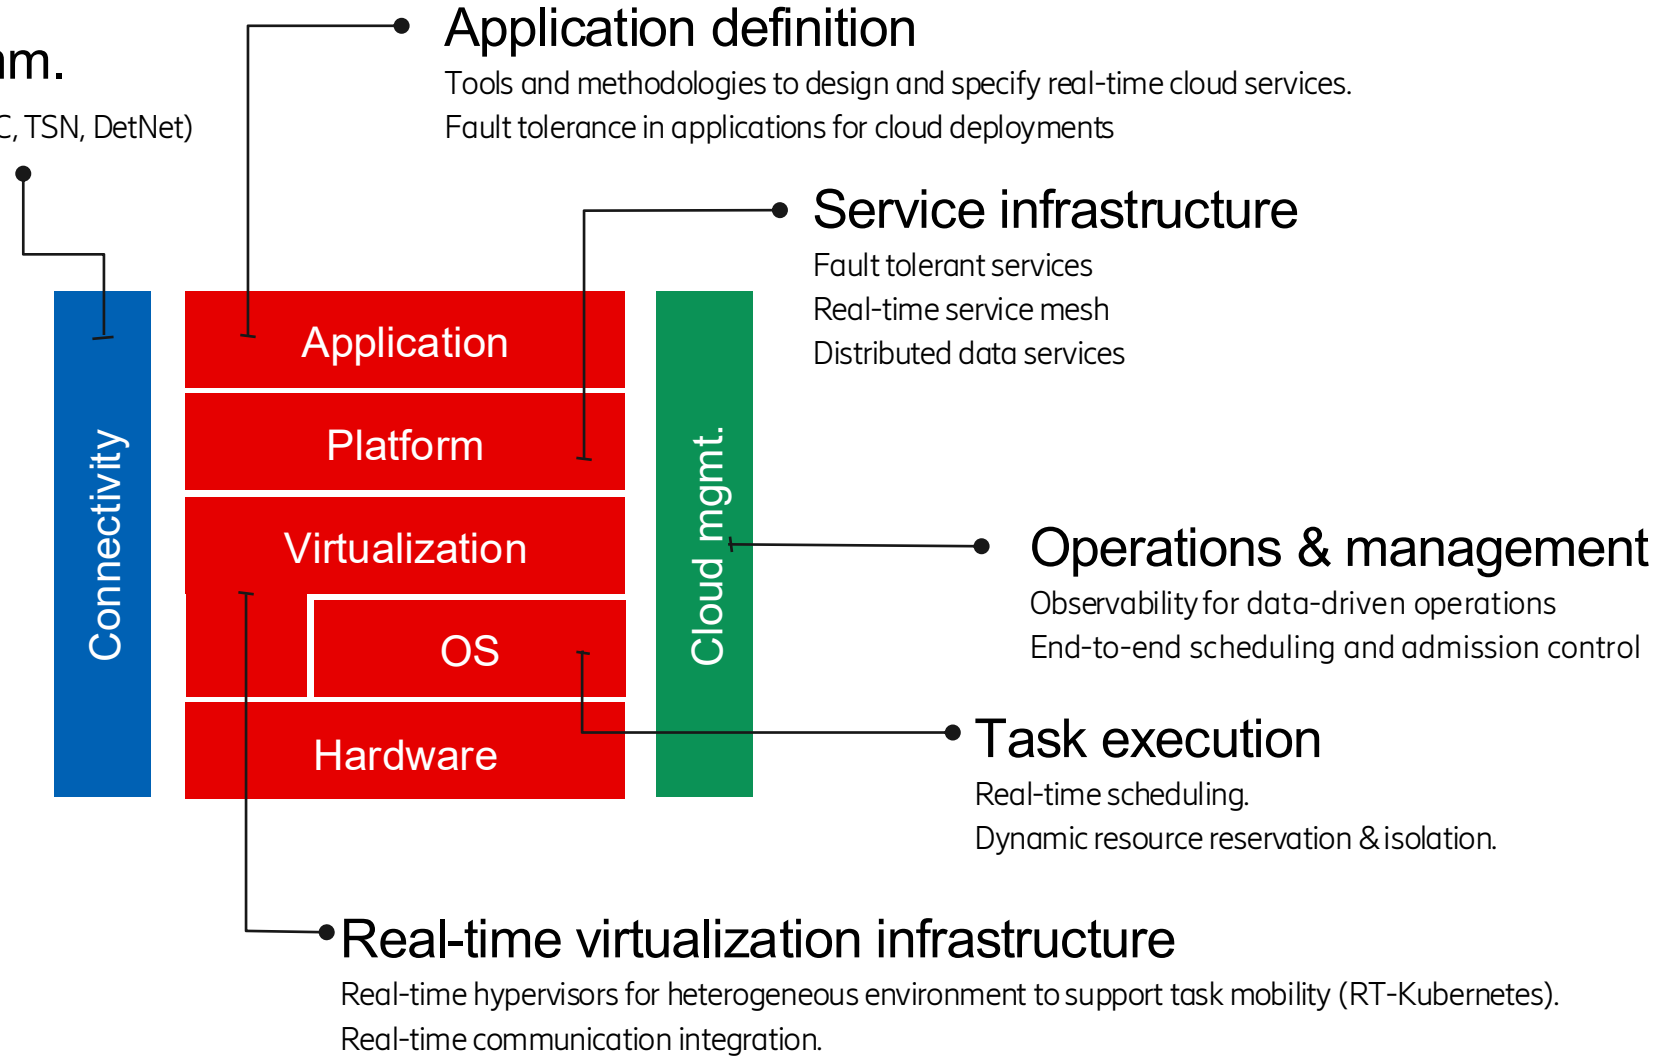 Application definition
Tools and methodologies to design and specify real-time cloud services.
Fault tolerance in applications for cloud deployments
TSN, DetNet)
Service infrastructure
Fault tolerant services
Real-time service mesh
Distributed data services
Connectivity
Application
Platform
Virtualization
OS
Hardware
Cloud mgmt.
Operations & management
Observability for data-driven operations
End-to-end scheduling and admission control
Task execution
Real-time scheduling.
Dynamic resource reservation & isolation.
Real-time virtualization infrastructure
Real-time hypervisors for heterogeneous environment to support task mobility (RT-Kubernetes).
Real-time communication integration.